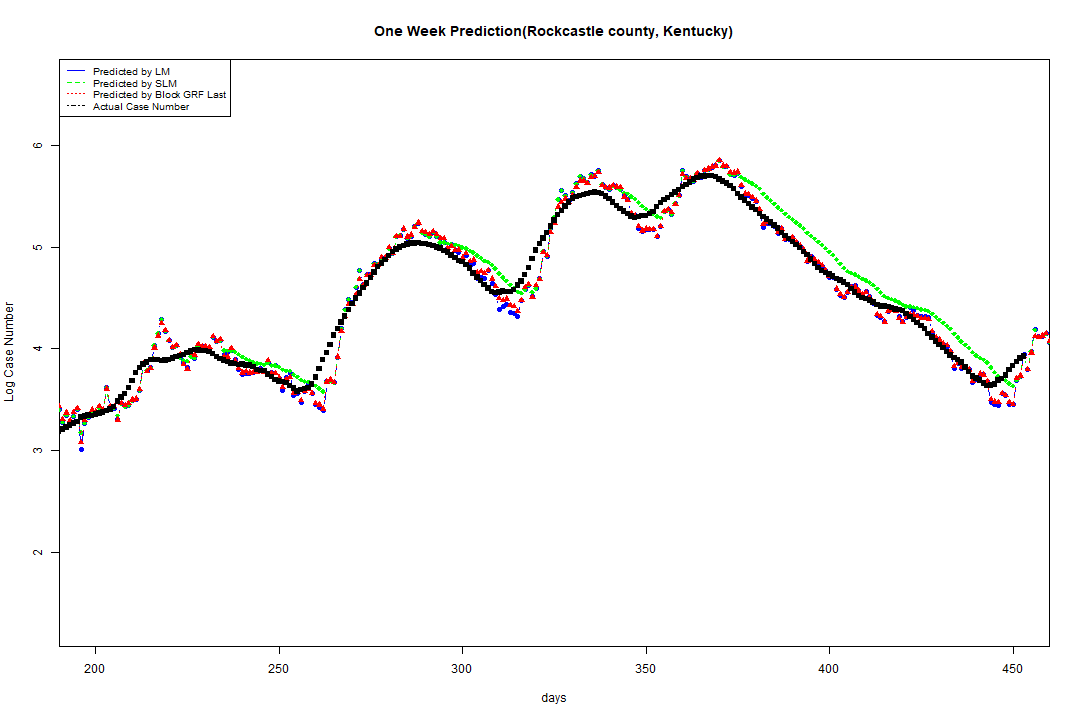 One Week Prediction(Rockcastle county, Kentucky)
Predicted by LM
Predicted by SLM
Predicted by Block GRF Last
Actual Case Number
6
5
4
3
2
Log Case Number
200 250 300 350 400 450
days